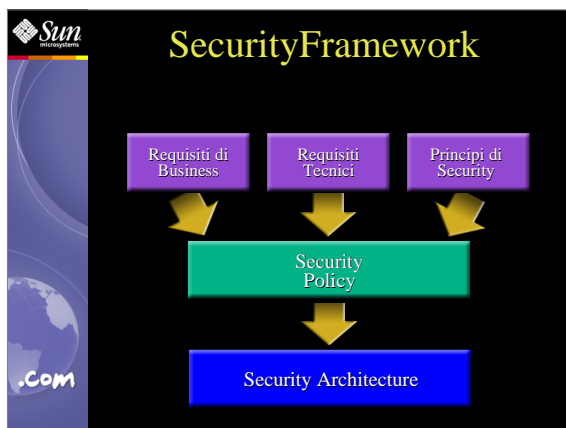 Sun
microsystems
SecurityFramework
Requisiti di
Business
Requisiti
Tecnici
Principi di
Security
Security
Policy
Security Architecture
.com